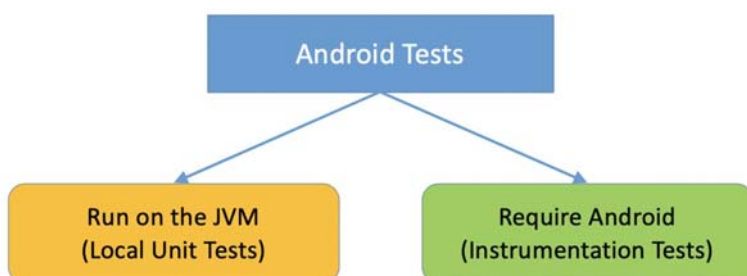 Android Tests
Run on the JVM
(Local Unit Tests)
Require Android
(Instrumentation Tests)